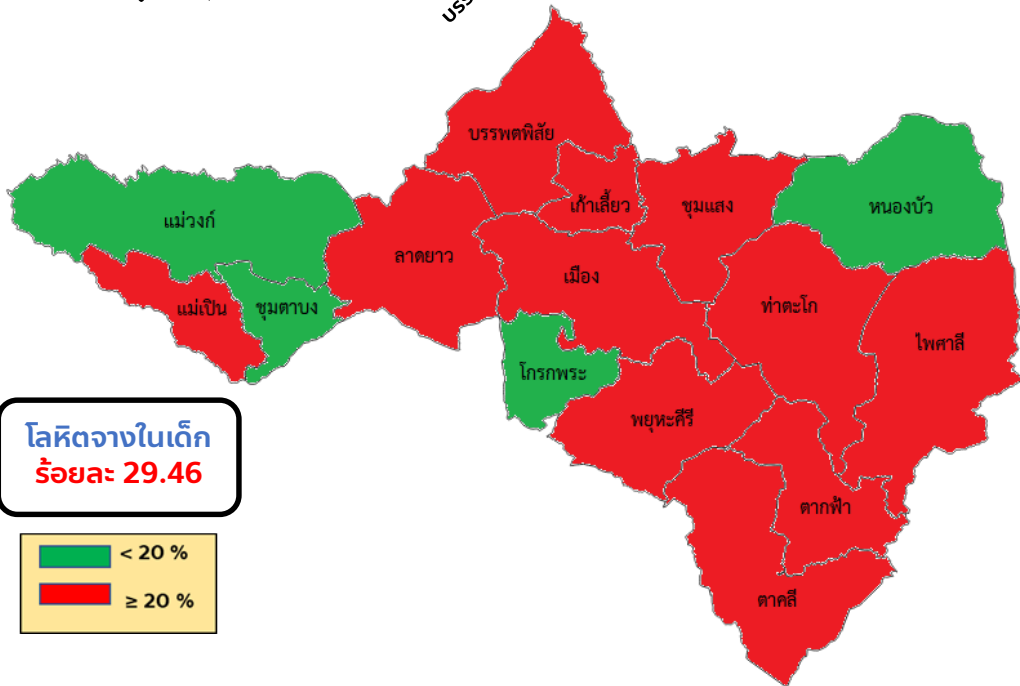 บรรพตพิสัย
เก้าเลี้ยว
ชุมแสง
หนองบัว
แม่วงก์
ลาดยาว
เมือง
ท่าตะโก
แม่เปิน
ชุมตาบง
ไพศาลี
โกรกพระ
พยุหะคีรี
ตากฟ้า
ตาคลี
โลหิตจางในเด็ก
ร้อยละ 29.46
< 20 %
≥ 20 %